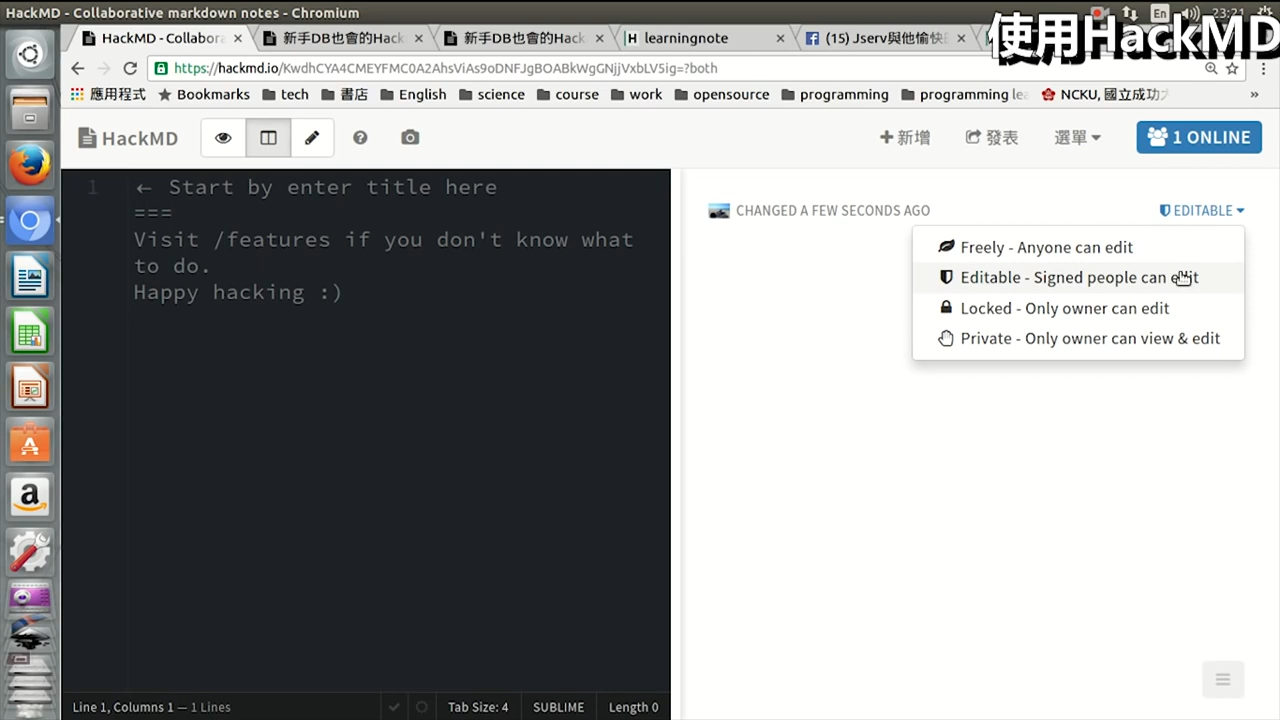 HackMD - Collaborative markdown notes - Chromium
En
23:21
使用HackMD
HackMD - Collabora
新手DB也會的Hack
新手DB也會的Hack
learningnote
(15) Jserv與他愉快
https://hackmd.io/KwdhCYA4CMEYFMC0A2AhsViAs9oDNFJgBOABkWgGNjjVxbLV5ig=?both
應用程式
Bookmarks
tech
書店
English
science
course
work
opensource
programming
programming lea
NCKU, 國立成功
»
HackMD
新增
發表
選單
1 ONLINE
1
← Start by enter title here
===
Visit /features if you don't know what
to do.
Happy hacking :)
CHANGED A FEW SECONDS AGO
EDITABLE
Freely - Anyone can edit
Editable - Signed people can edit
Locked - Only owner can edit
Private - Only owner can view & edit
Line 1, Columns 1 — 1 Lines
Tab Size: 4
SUBLIME
Length 0